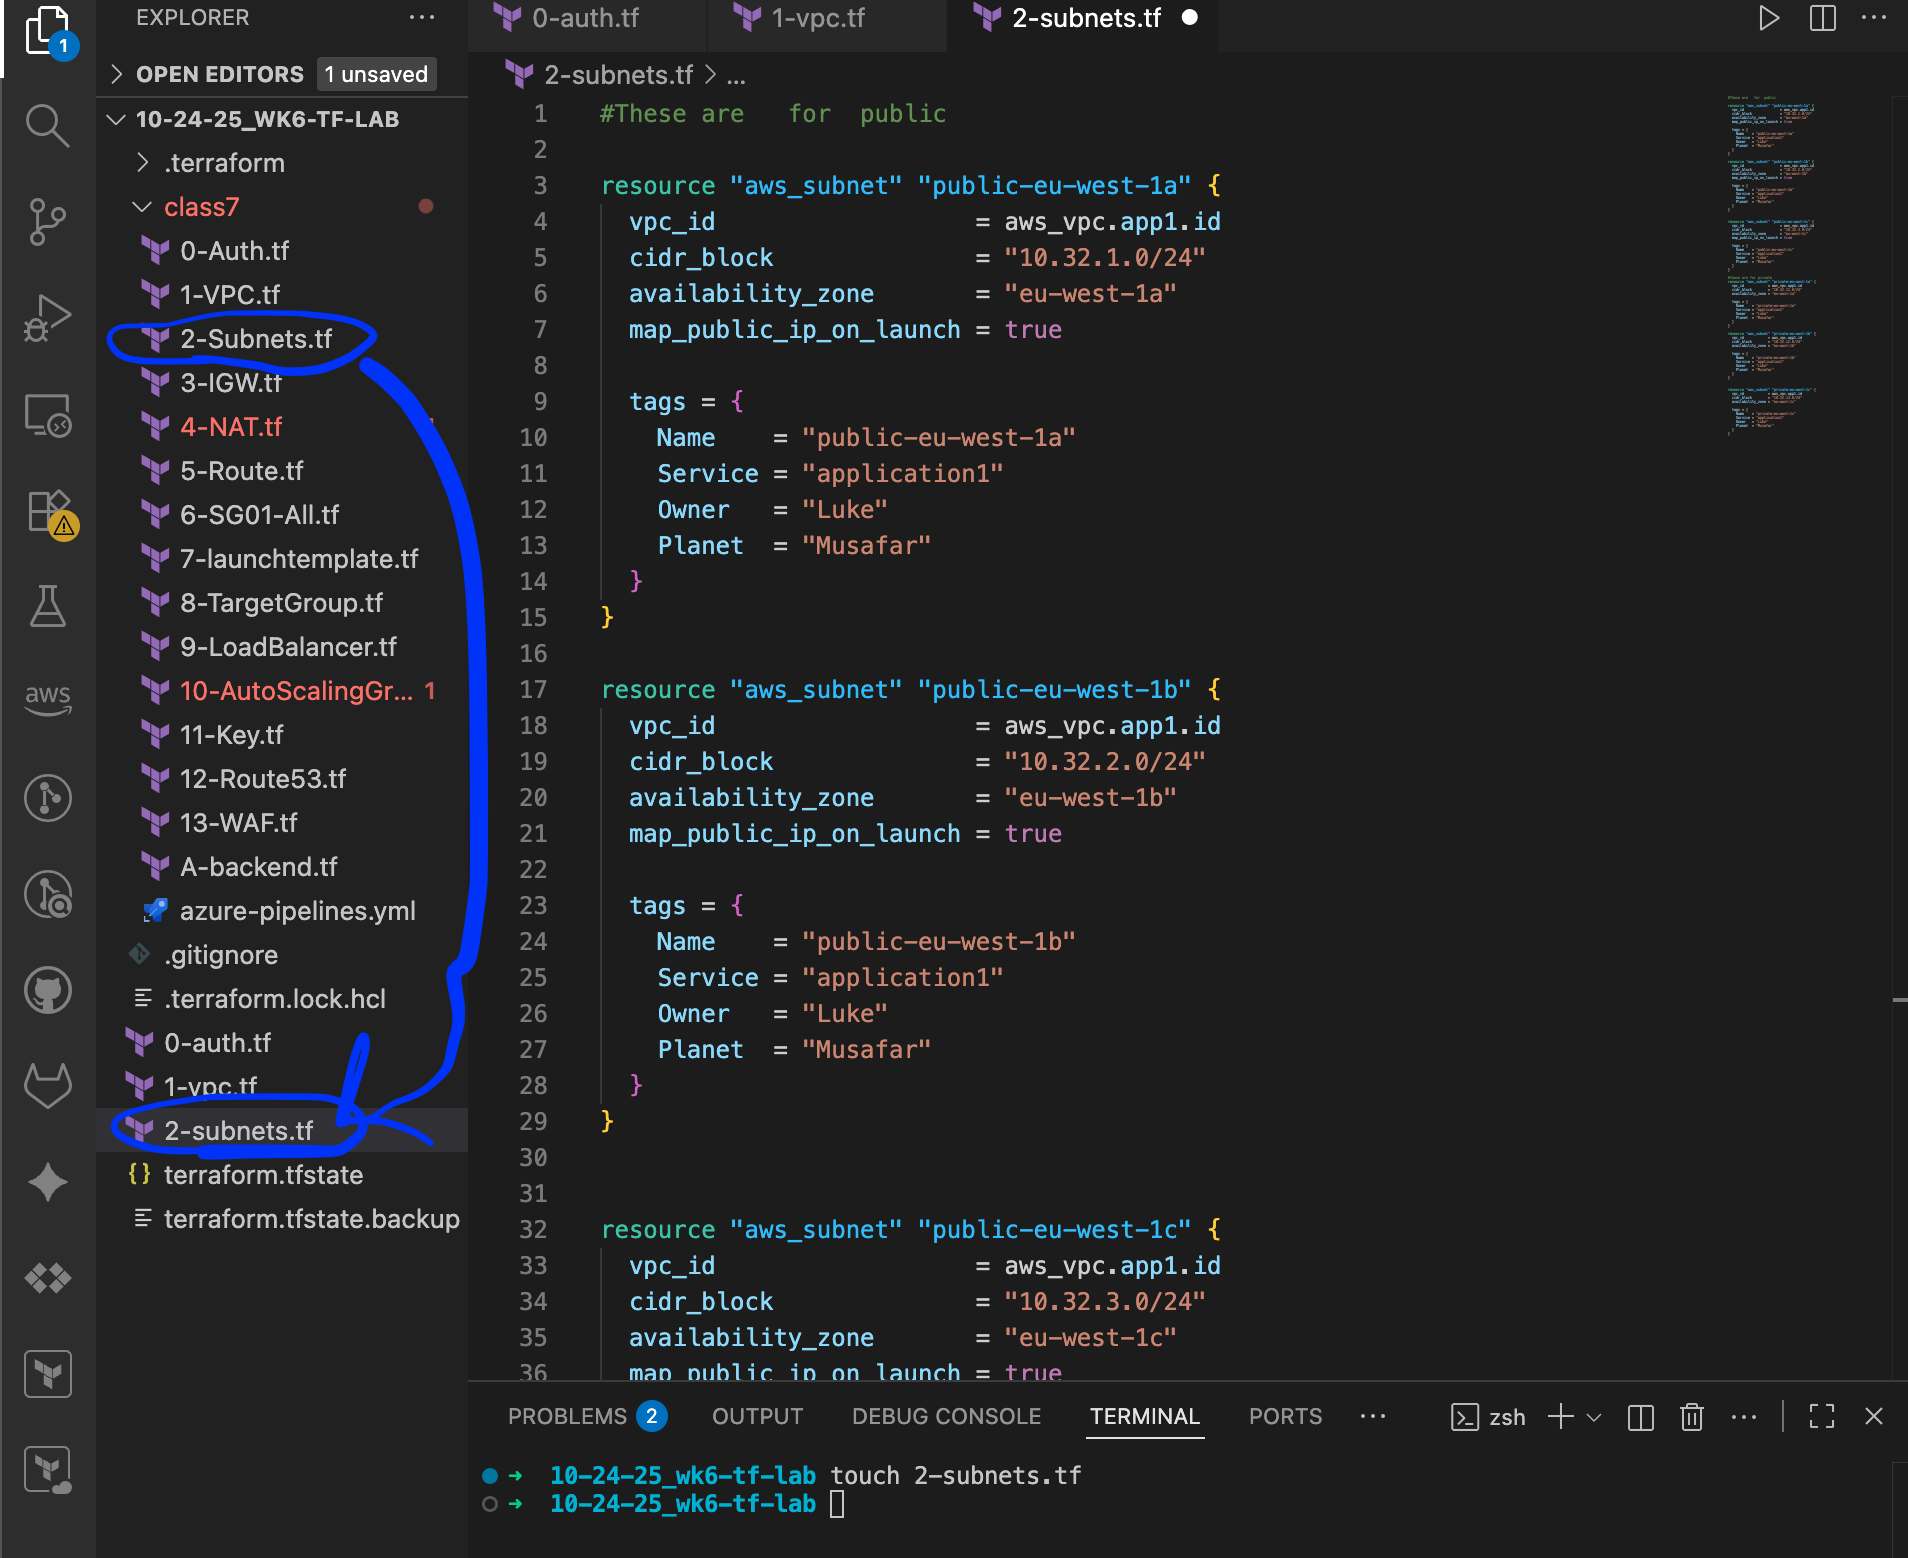 EXPLORER
OPEN EDITORS 1 unsaved
10-24-25_WK6-TF-LAB
.terraform
class7
0-Auth.tf
1-VPC.tf
2-Subnets.tf
3-IGW.tf
4-NAT.tf
5-Route.tf
6-SG01-All.tf
7-launchtemplate.tf
8-TargetGroup.tf
9-LoadBalancer.tf
10-AutoScalingGr... 1
11-Key.tf
12-Route53.tf
13-WAF.tf
A-backend.tf
azure-pipelines.yml
.gitignore
.terraform.lock.hcl
0-auth.tf
1-vpc.tf
2-subnets.tf
{} terraform.tfstate
terraform.tfstate.backup
1
aws
0-auth.tf 1-vpc.tf 2-subnets.tf
2-subnets.tf > ...
1 #These are   for  public
2
3 resource "aws_subnet" "public-eu-west-1a" {
4   vpc_id                  = aws_vpc.app1.id
5   cidr_block              = "10.32.1.0/24"
6   availability_zone       = "eu-west-1a"
7   map_public_ip_on_launch = true
8
9   tags = {
10     Name    = "public-eu-west-1a"
11     Service = "application1"
12     Owner   = "Luke"
13     Planet  = "Musafar"
14   }
15 }
16
17 resource "aws_subnet" "public-eu-west-1b" {
18   vpc_id                  = aws_vpc.app1.id
19   cidr_block              = "10.32.2.0/24"
20   availability_zone       = "eu-west-1b"
21   map_public_ip_on_launch = true
22
23   tags = {
24     Name    = "public-eu-west-1b"
25     Service = "application1"
26     Owner   = "Luke"
27     Planet  = "Musafar"
28   }
29 }
30
31
32 resource "aws_subnet" "public-eu-west-1c" {
33   vpc_id                  = aws_vpc.app1.id
34   cidr_block              = "10.32.3.0/24"
35   availability_zone       = "eu-west-1c"
36   map_public_ip_on_launch = true
PROBLEMS 2 OUTPUT DEBUG CONSOLE TERMINAL PORTS ... zsh
➜ 10-24-25_wk6-tf-lab touch 2-subnets.tf
➜ 10-24-25_wk6-tf-lab